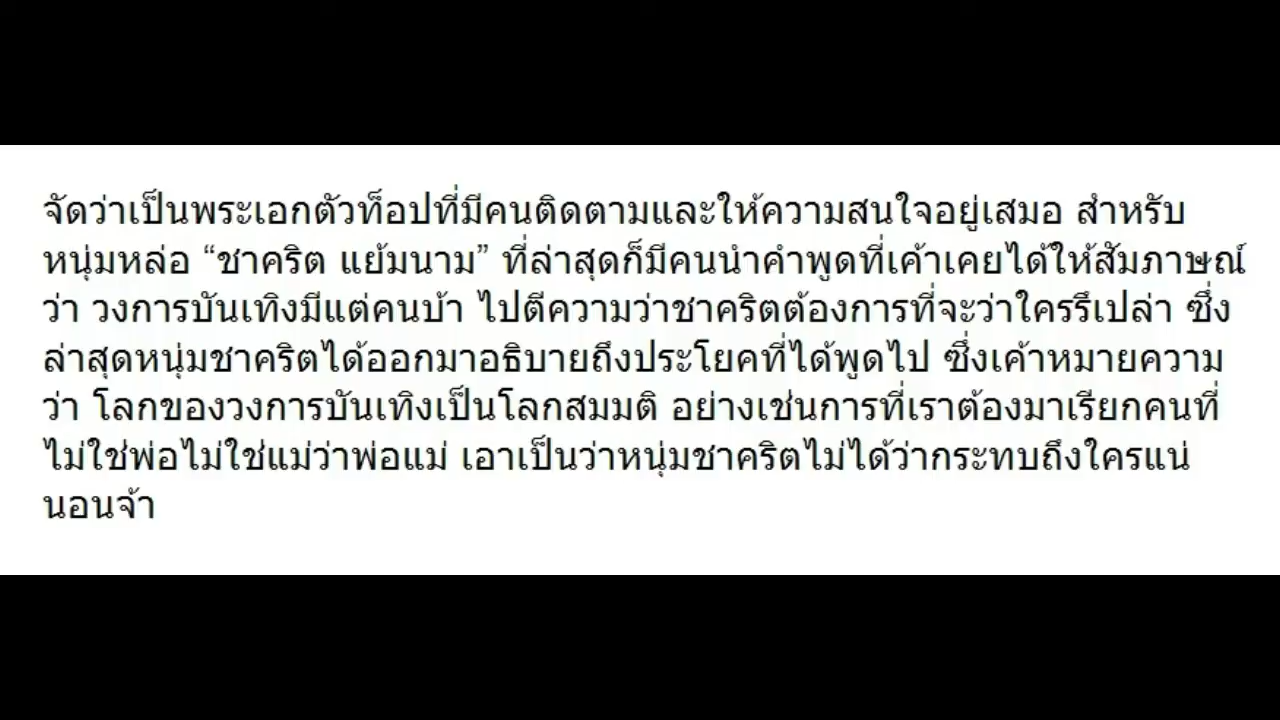 จัดว่าเป็นพระเอกตัวท็อปที่มีคนติดตามและให้ความสนใจอยู่เสมอ สำหรับ
หนุ่มหล่อ “ชาคริต แย้มนาม” ที่ล่าสุดก็มีคนนำคำพูดที่เค้าเคยได้ให้สัมภาษณ์
ว่า วงการบันเทิงมีแต่คนบ้า ไปตีความว่าชาคริตต้องการที่จะว่าใครรึเปล่า ซึ่ง
ล่าสุดหนุ่มชาคริตได้ออกมาอธิบายถึงประโยคที่ได้พูดไป ซึ่งเค้าหมายความ
ว่า โลกของวงการบันเทิงเป็นโลกสมมติ อย่างเช่นการที่เราต้องมาเรียกคนที่
ไม่ใช่พ่อไม่ใช่แม่ว่าพ่อแม่ เอาเป็นว่าหนุ่มชาคริตไม่ได้ว่ากระทบถึงใครแน่
นอนจ้า